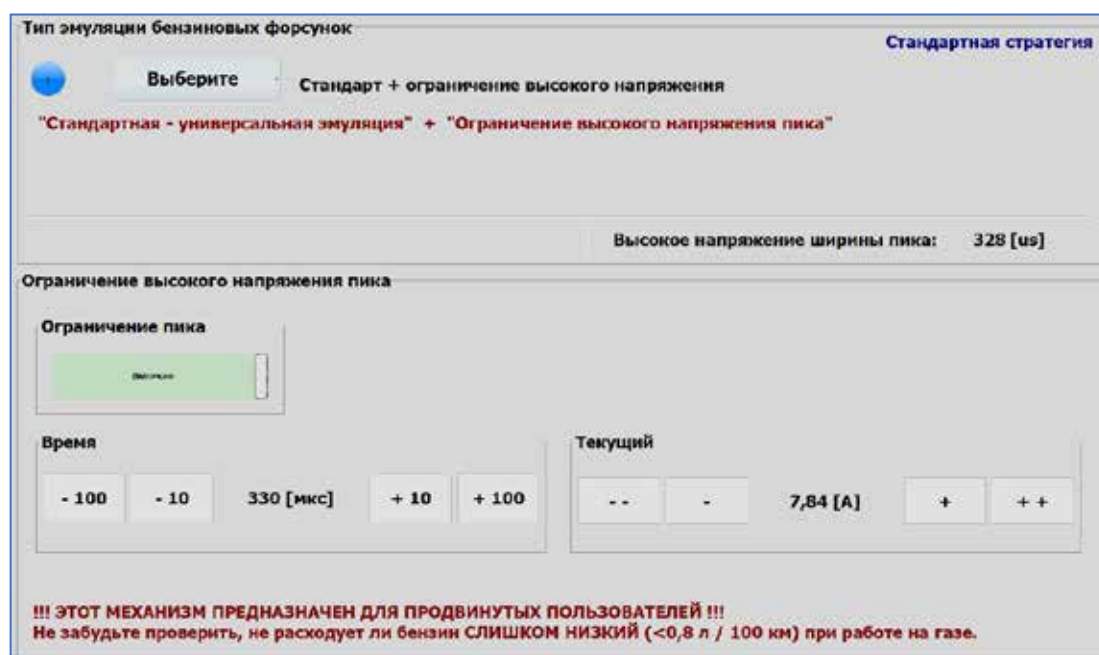 Тип эмуляции бензиновых форсунок
Стандартная стратегия
Выберите
Стандарт + ограничение высокого напряжения
"Стандартная - универсальная эмуляция" + "Ограничение высокого напряжения пика"
Высокое напряжение ширины пика: 328 [us]
Ограничение высокого напряжения пика
Ограничение пика
Время
Текущий
- 100 - 10 330 [мкс] + 10 + 100
- - - 7,84 [A] + + +
!!! ЭТОТ МЕХАНИЗМ ПРЕДНАЗНАЧЕН ДЛЯ ПРОДВИНУТЫХ ПОЛЬЗОВАТЕЛЕЙ !!!
Не забудьте проверить, не расходует ли бензин СЛИШКОМ НИЗКИЙ (<0,8 л / 100 км) при работе на газе.